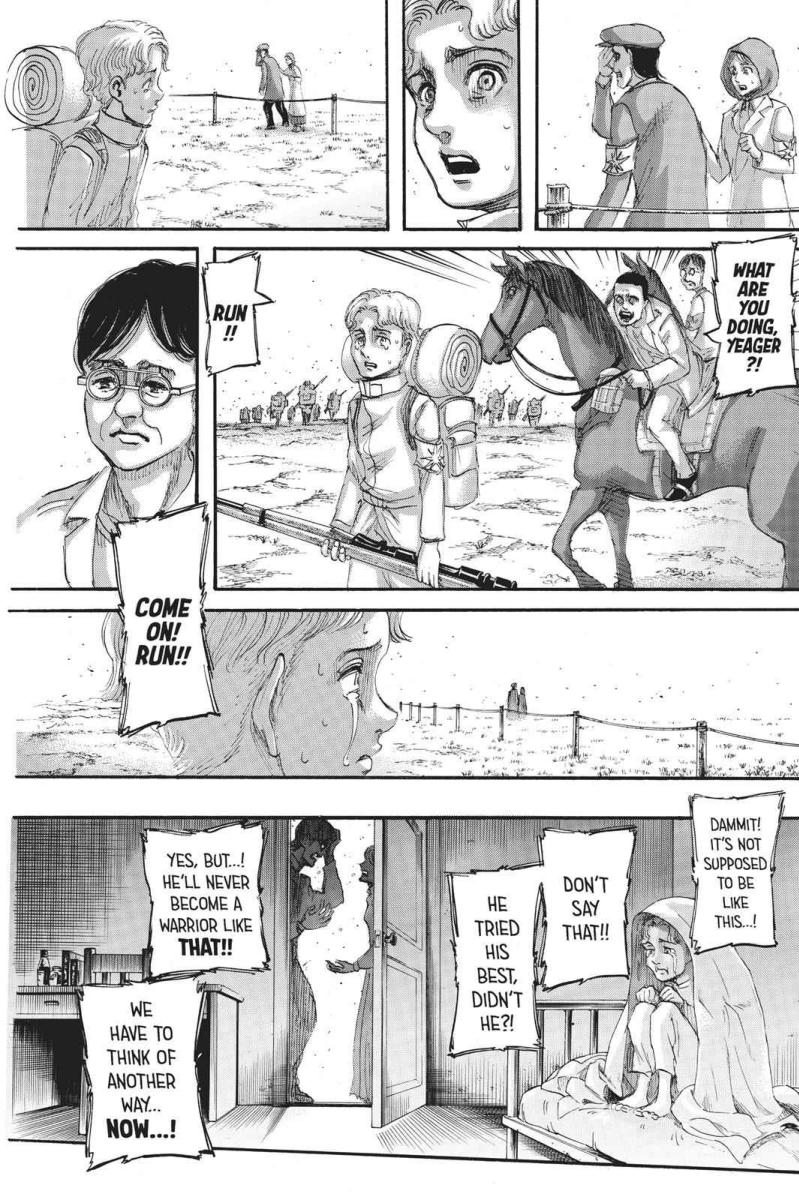 WHAT
ARE
YOU
DOING,
YEAGER
?!
RUN
!!
COME
ON!
RUN!!
DAMMIT!
IT'S NOT
SUPPOSED
TO BE
LIKE
THIS...!
DON'T
SAY
THAT!!
HE
TRIED
HIS
BEST,
DIDN'T
HE?!
YES, BUT...!
HE'LL NEVER
BECOME A
WARRIOR LIKE
THAT!!
WE
HAVE TO
THINK OF
ANOTHER
WAY...
NOW...!